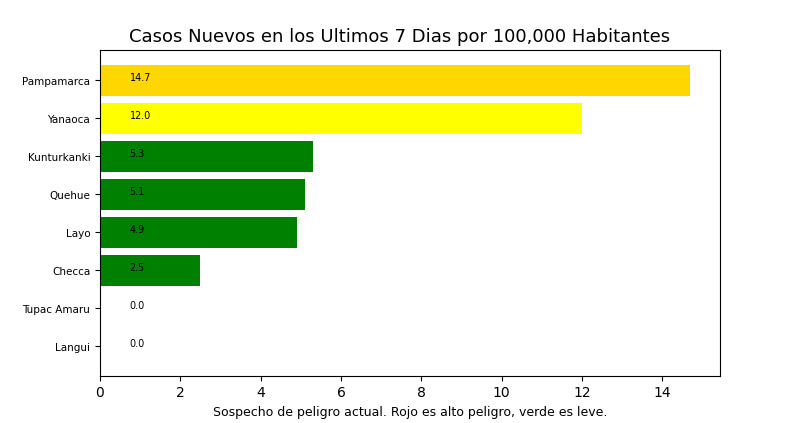 Casos Nuevos en los Ultimos 7 Dias por 100,000 Habitantes
Pampamarca 14.7
Yanaoca 12.0
Kunturkanki 5.3
Quehue 5.1
Layo 4.9
Checca 2.5
Tupac Amaru 0.0
Langui 0.0
0 2 4 6 8 10 12 14
Sospecho de peligro actual. Rojo es alto peligro, verde es leve.